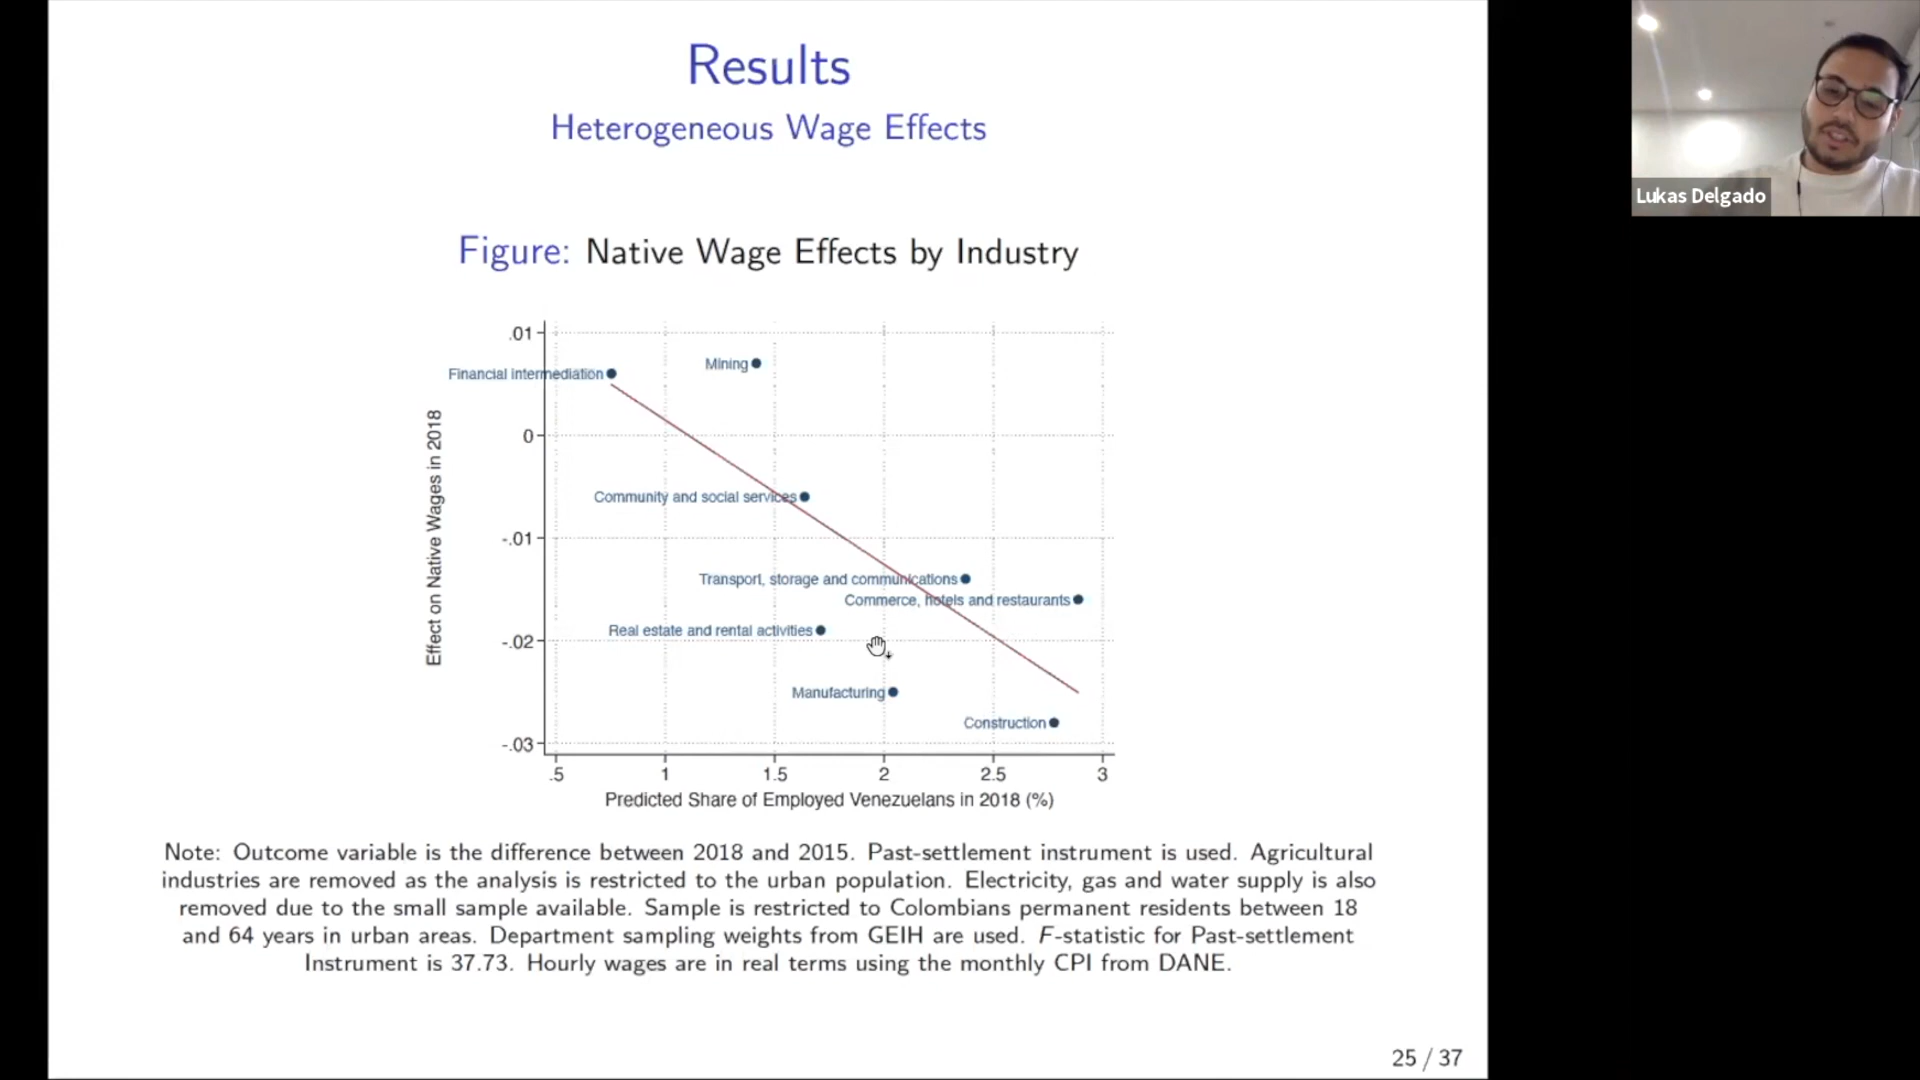 Results
Heterogeneous Wage Effects
Lukas Delgado
Figure: Native Wage Effects by Industry
Effect on Native Wages in 2018
.01
0
-.01
-.02
-.03
Mining
Financial intermediation
Community and social services
Transport, storage and communications
Commerce, hotels and restaurants
Real estate and rental activities
Manufacturing
Construction
.5 1 1.5 2 2.5 3
Predicted Share of Employed Venezuelans in 2018 (%)
Note: Outcome variable is the difference between 2018 and 2015. Past-settlement instrument is used. Agricultural
industries are removed as the analysis is restricted to the urban population. Electricity, gas and water supply is also
removed due to the small sample available. Sample is restricted to Colombians permanent residents between 18
and 64 years in urban areas. Department sampling weights from GEIH are used. F-statistic for Past-settlement
Instrument is 37.73. Hourly wages are in real terms using the monthly CPI from DANE.
25 / 37